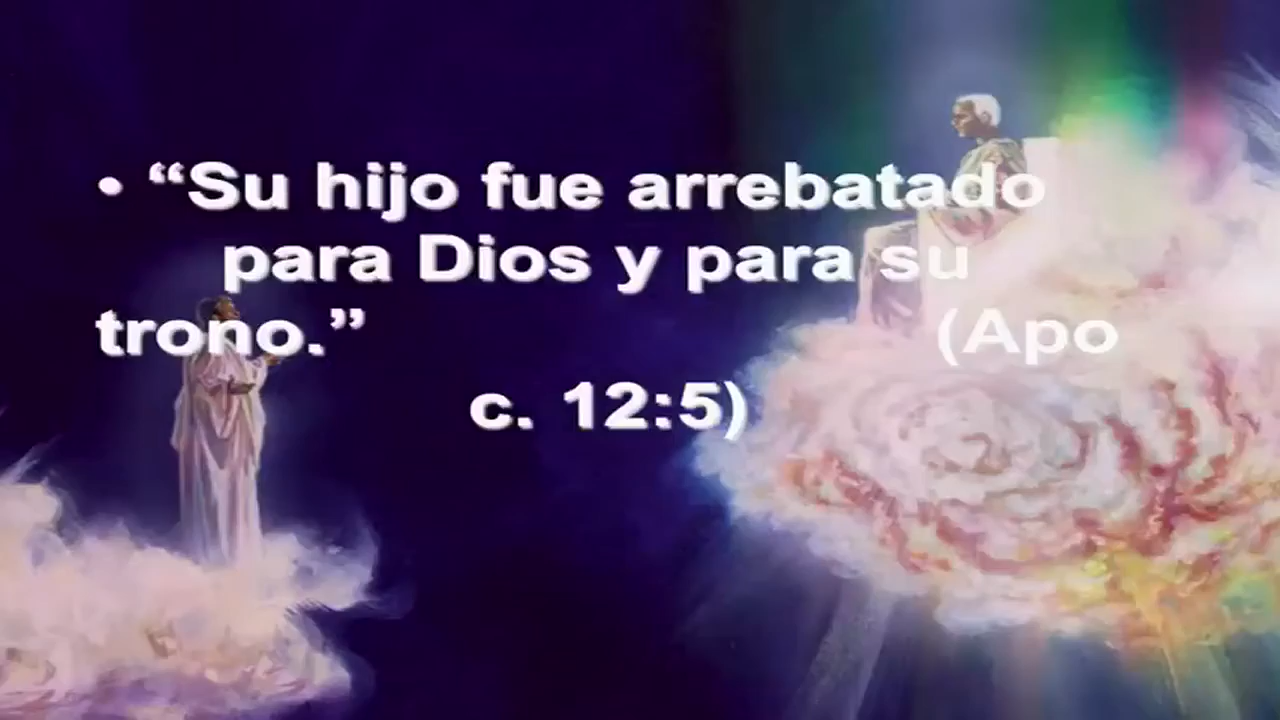 • “Su hijo fue arrebatado
para Dios y para su
trono.” (Apo
c. 12:5)